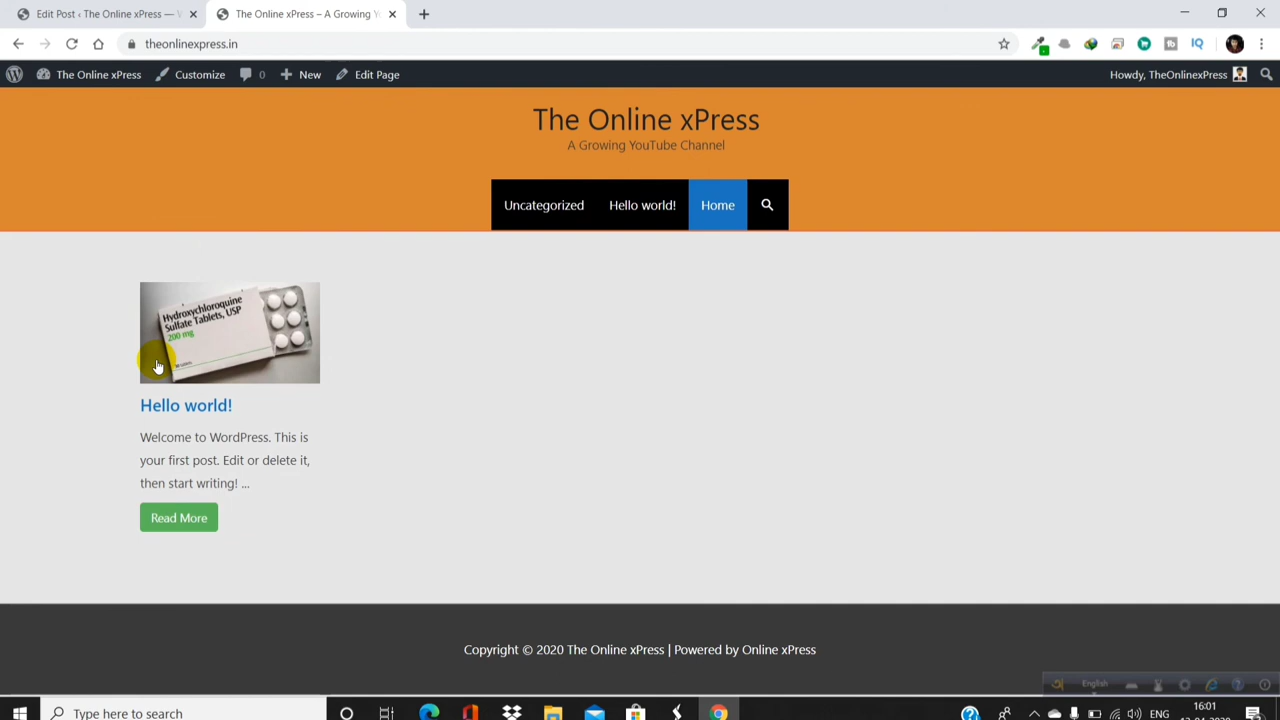 Edit Post ‹ The Online xPress —
The Online xPress – A Growing Y
theonlinexpress.in
The Online xPress
Customize
0
New
Edit Page
Howdy, TheOnlinexPress
The Online xPress
A Growing YouTube Channel
Uncategorized
Hello world!
Home
Hydroxychloroquine
Sulfate Tablets, USP
200 mg
Hello world!
Welcome to WordPress. This is
your first post. Edit or delete it,
then start writing! ...
Read More
Copyright © 2020 The Online xPress | Powered by Online xPress
English
Type here to search
ENG
16:01